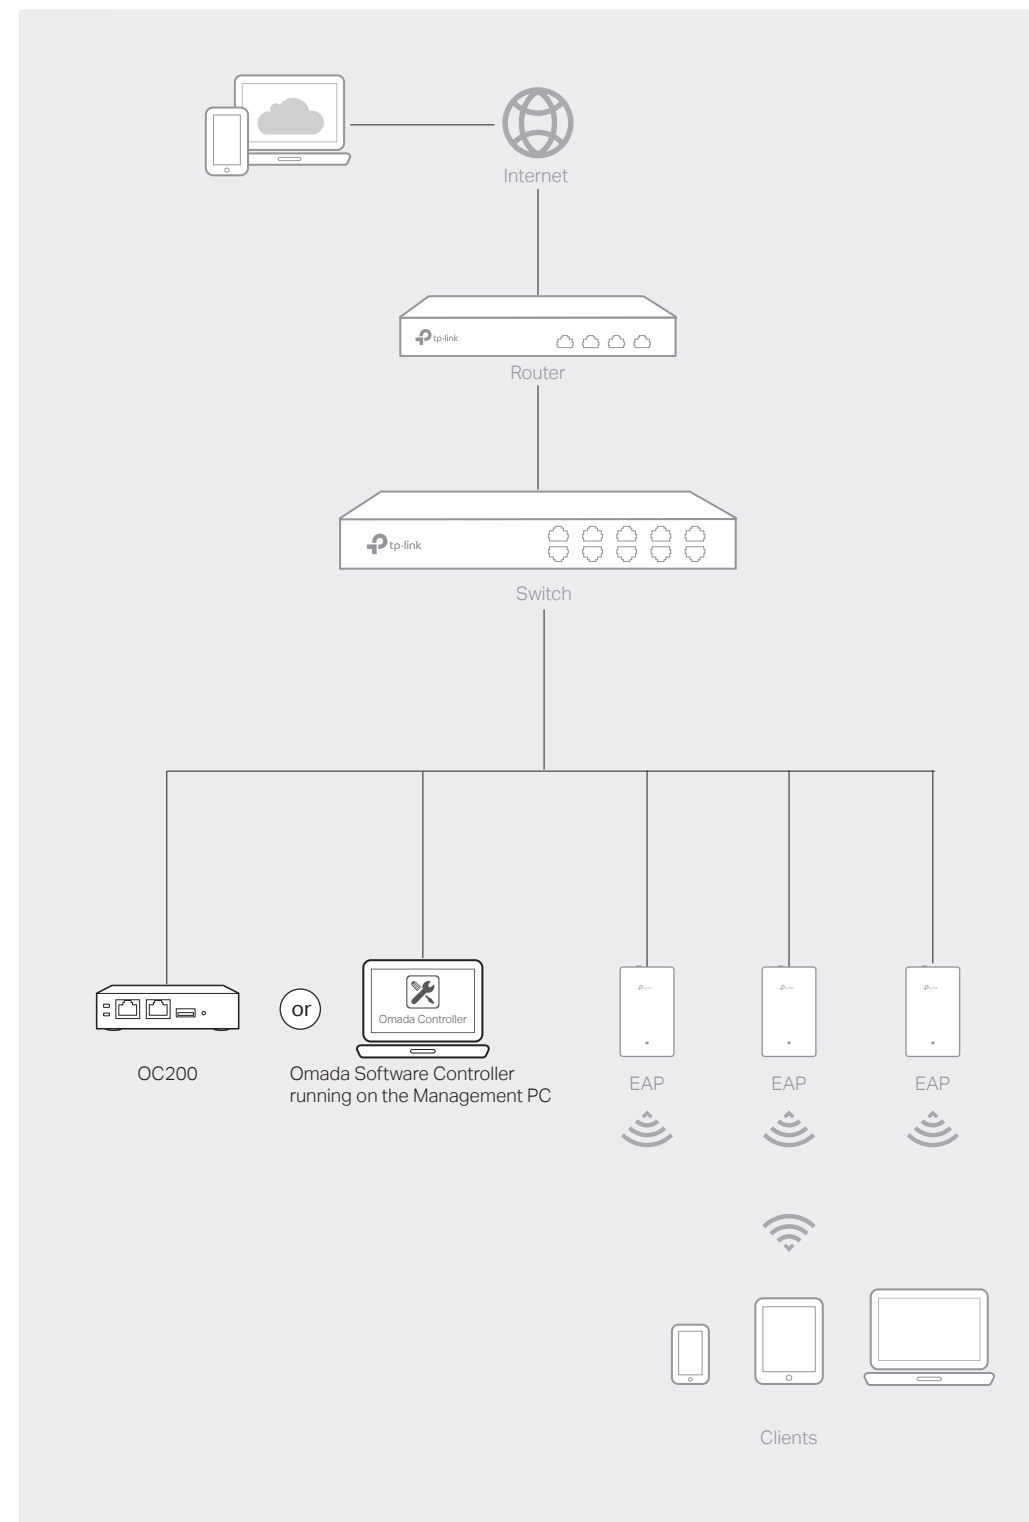 Internet
tp-link
Router
tp-link
Switch
or
Omada Controller
OC200
Omada Software Controller
running on the Management PC
EAP
EAP
EAP
Clients